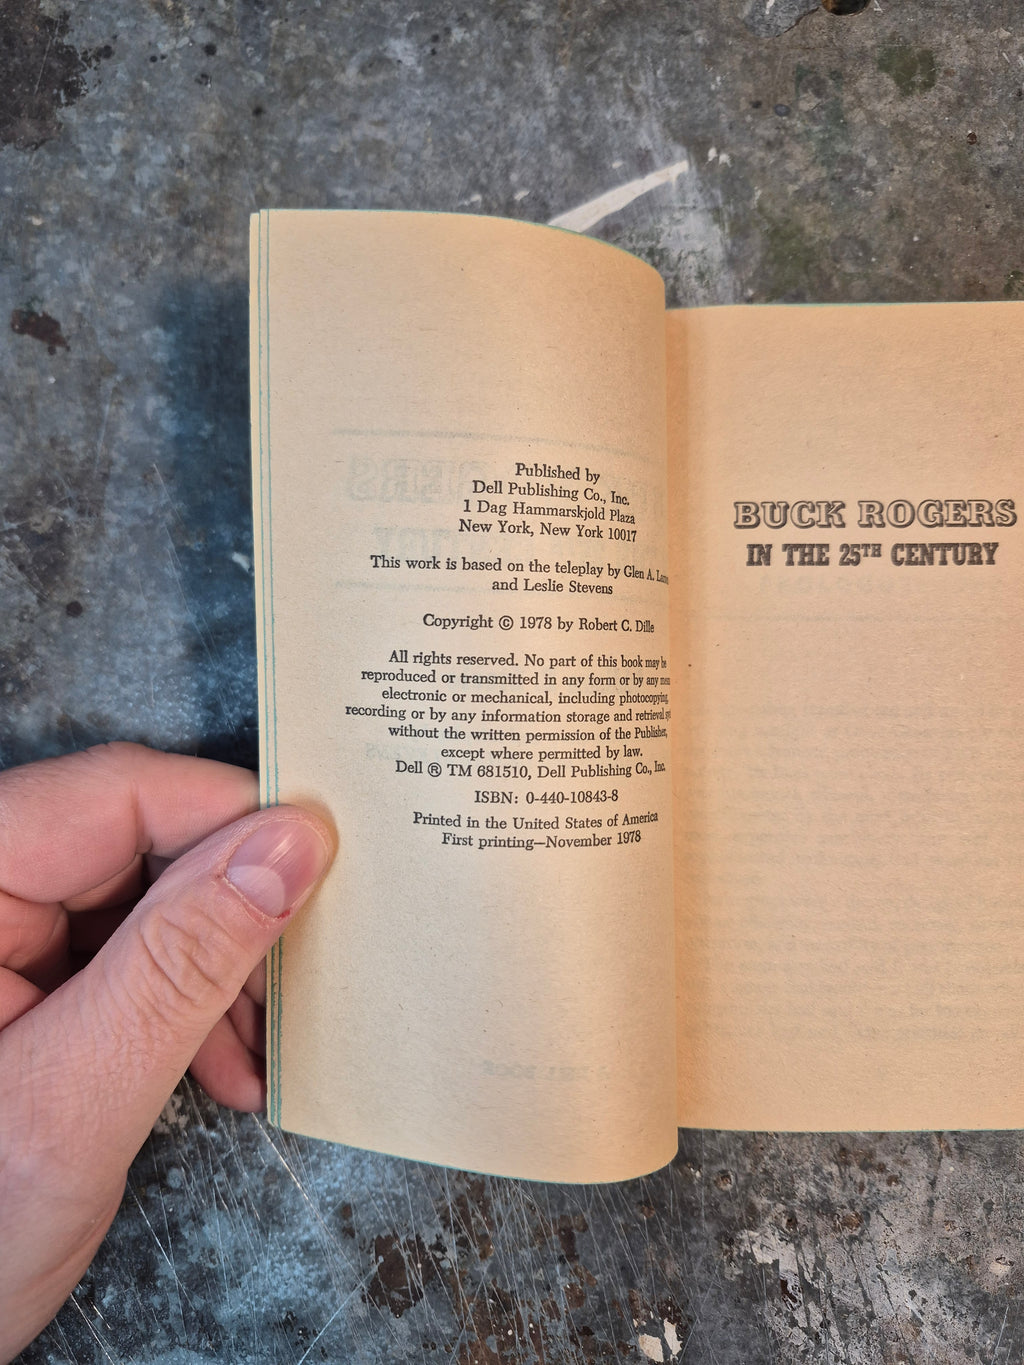 Published by
Dell Publishing Co., Inc.
1 Dag Hammarskjold Plaza
New York, New York 10017
This work is based on the teleplay by Glen A.
and Leslie Stevens
Copyright © 1978 by Robert C. Dille
All rights reserved. No part of this book may be
reproduced or transmitted in any form or by any
electronic or mechanical, including photocopying,
recording or by any information storage and retrieval
without the written permission of the Publisher,
except where permitted by law.
Dell ® TM 681510, Dell Publishing Co., Inc.
ISBN: 0-440-10843-8
Printed in the United States of America
First printing—November 1978
BUCK ROGERS
IN THE 25TH CENTURY